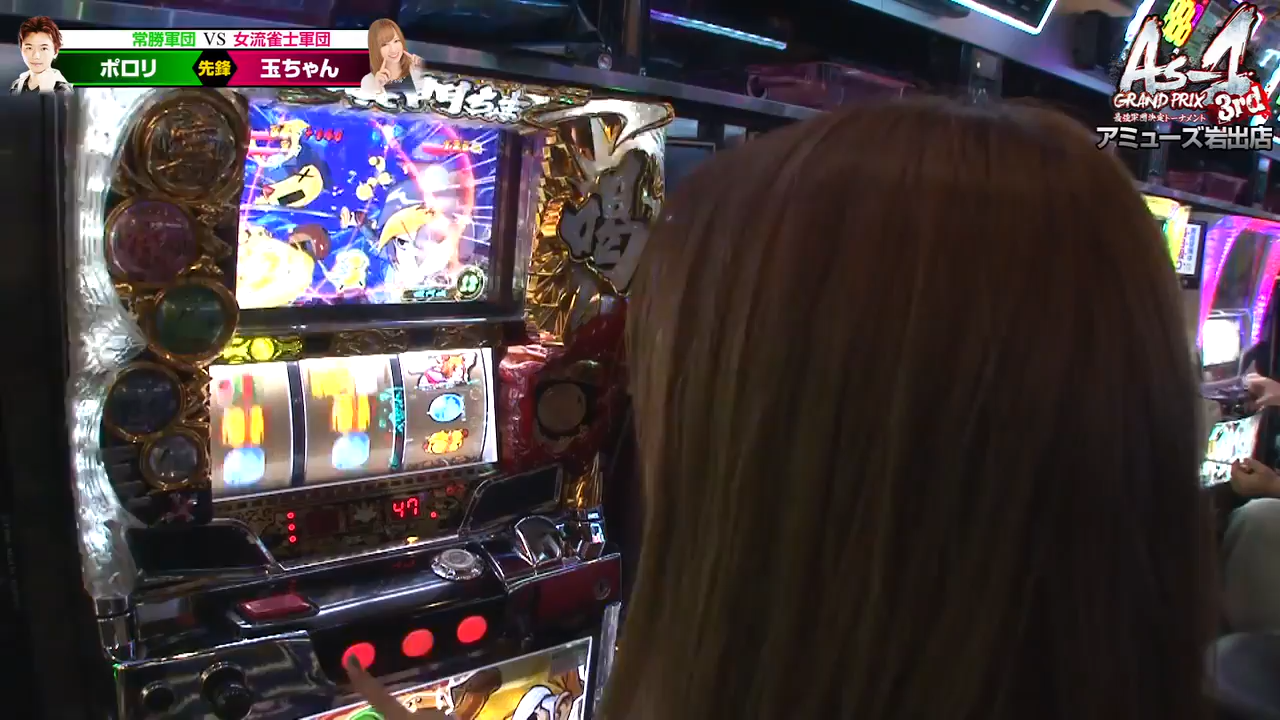 常勝軍団 VS 女流雀士軍団
ポロリ 先鋒 玉ちゃん
As-1
GRAND PRIX 3rd
最強軍団決定トーナメント
アミューズ岩出店
喝
47